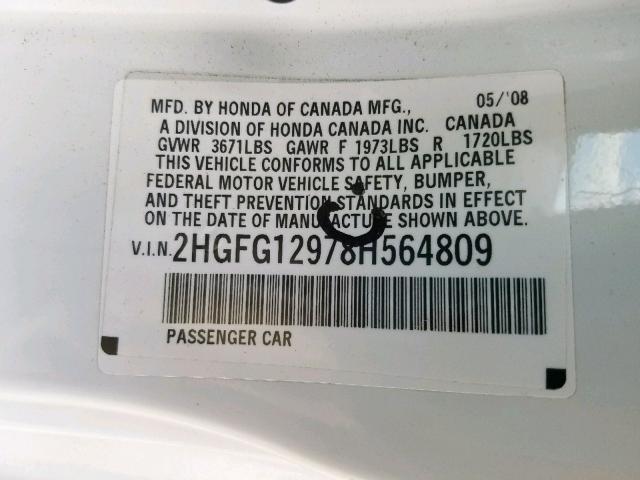 MFD. BY HONDA OF CANADA MFG., 05/'08
A DIVISION OF HONDA CANADA INC. CANADA
GVWR 3671LBS GAWR F 1973LBS R 1720LBS
THIS VEHICLE CONFORMS TO ALL APPLICABLE
FEDERAL MOTOR VEHICLE SAFETY, BUMPER,
AND THEFT PREVENTION STANDARDS IN EFFECT
ON THE DATE OF MANUFACTURE SHOWN ABOVE.
V.I.N. 2HGFG12978H564809
PASSENGER CAR